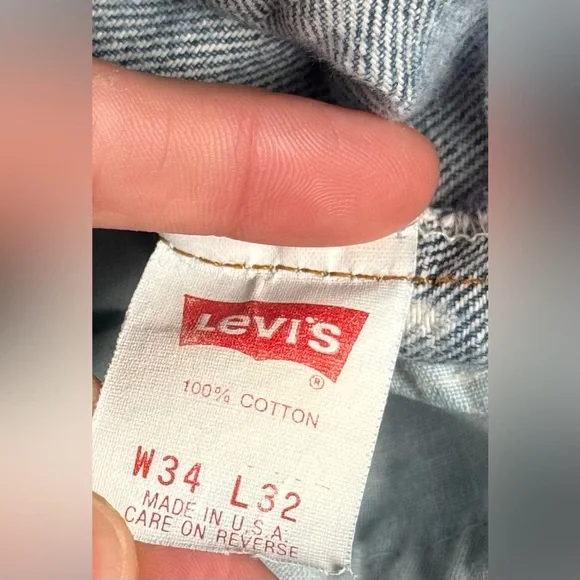 LEVI'S
®
100% COTTON
W34 L32
MADE IN U.S.A.
CARE ON REVERSE